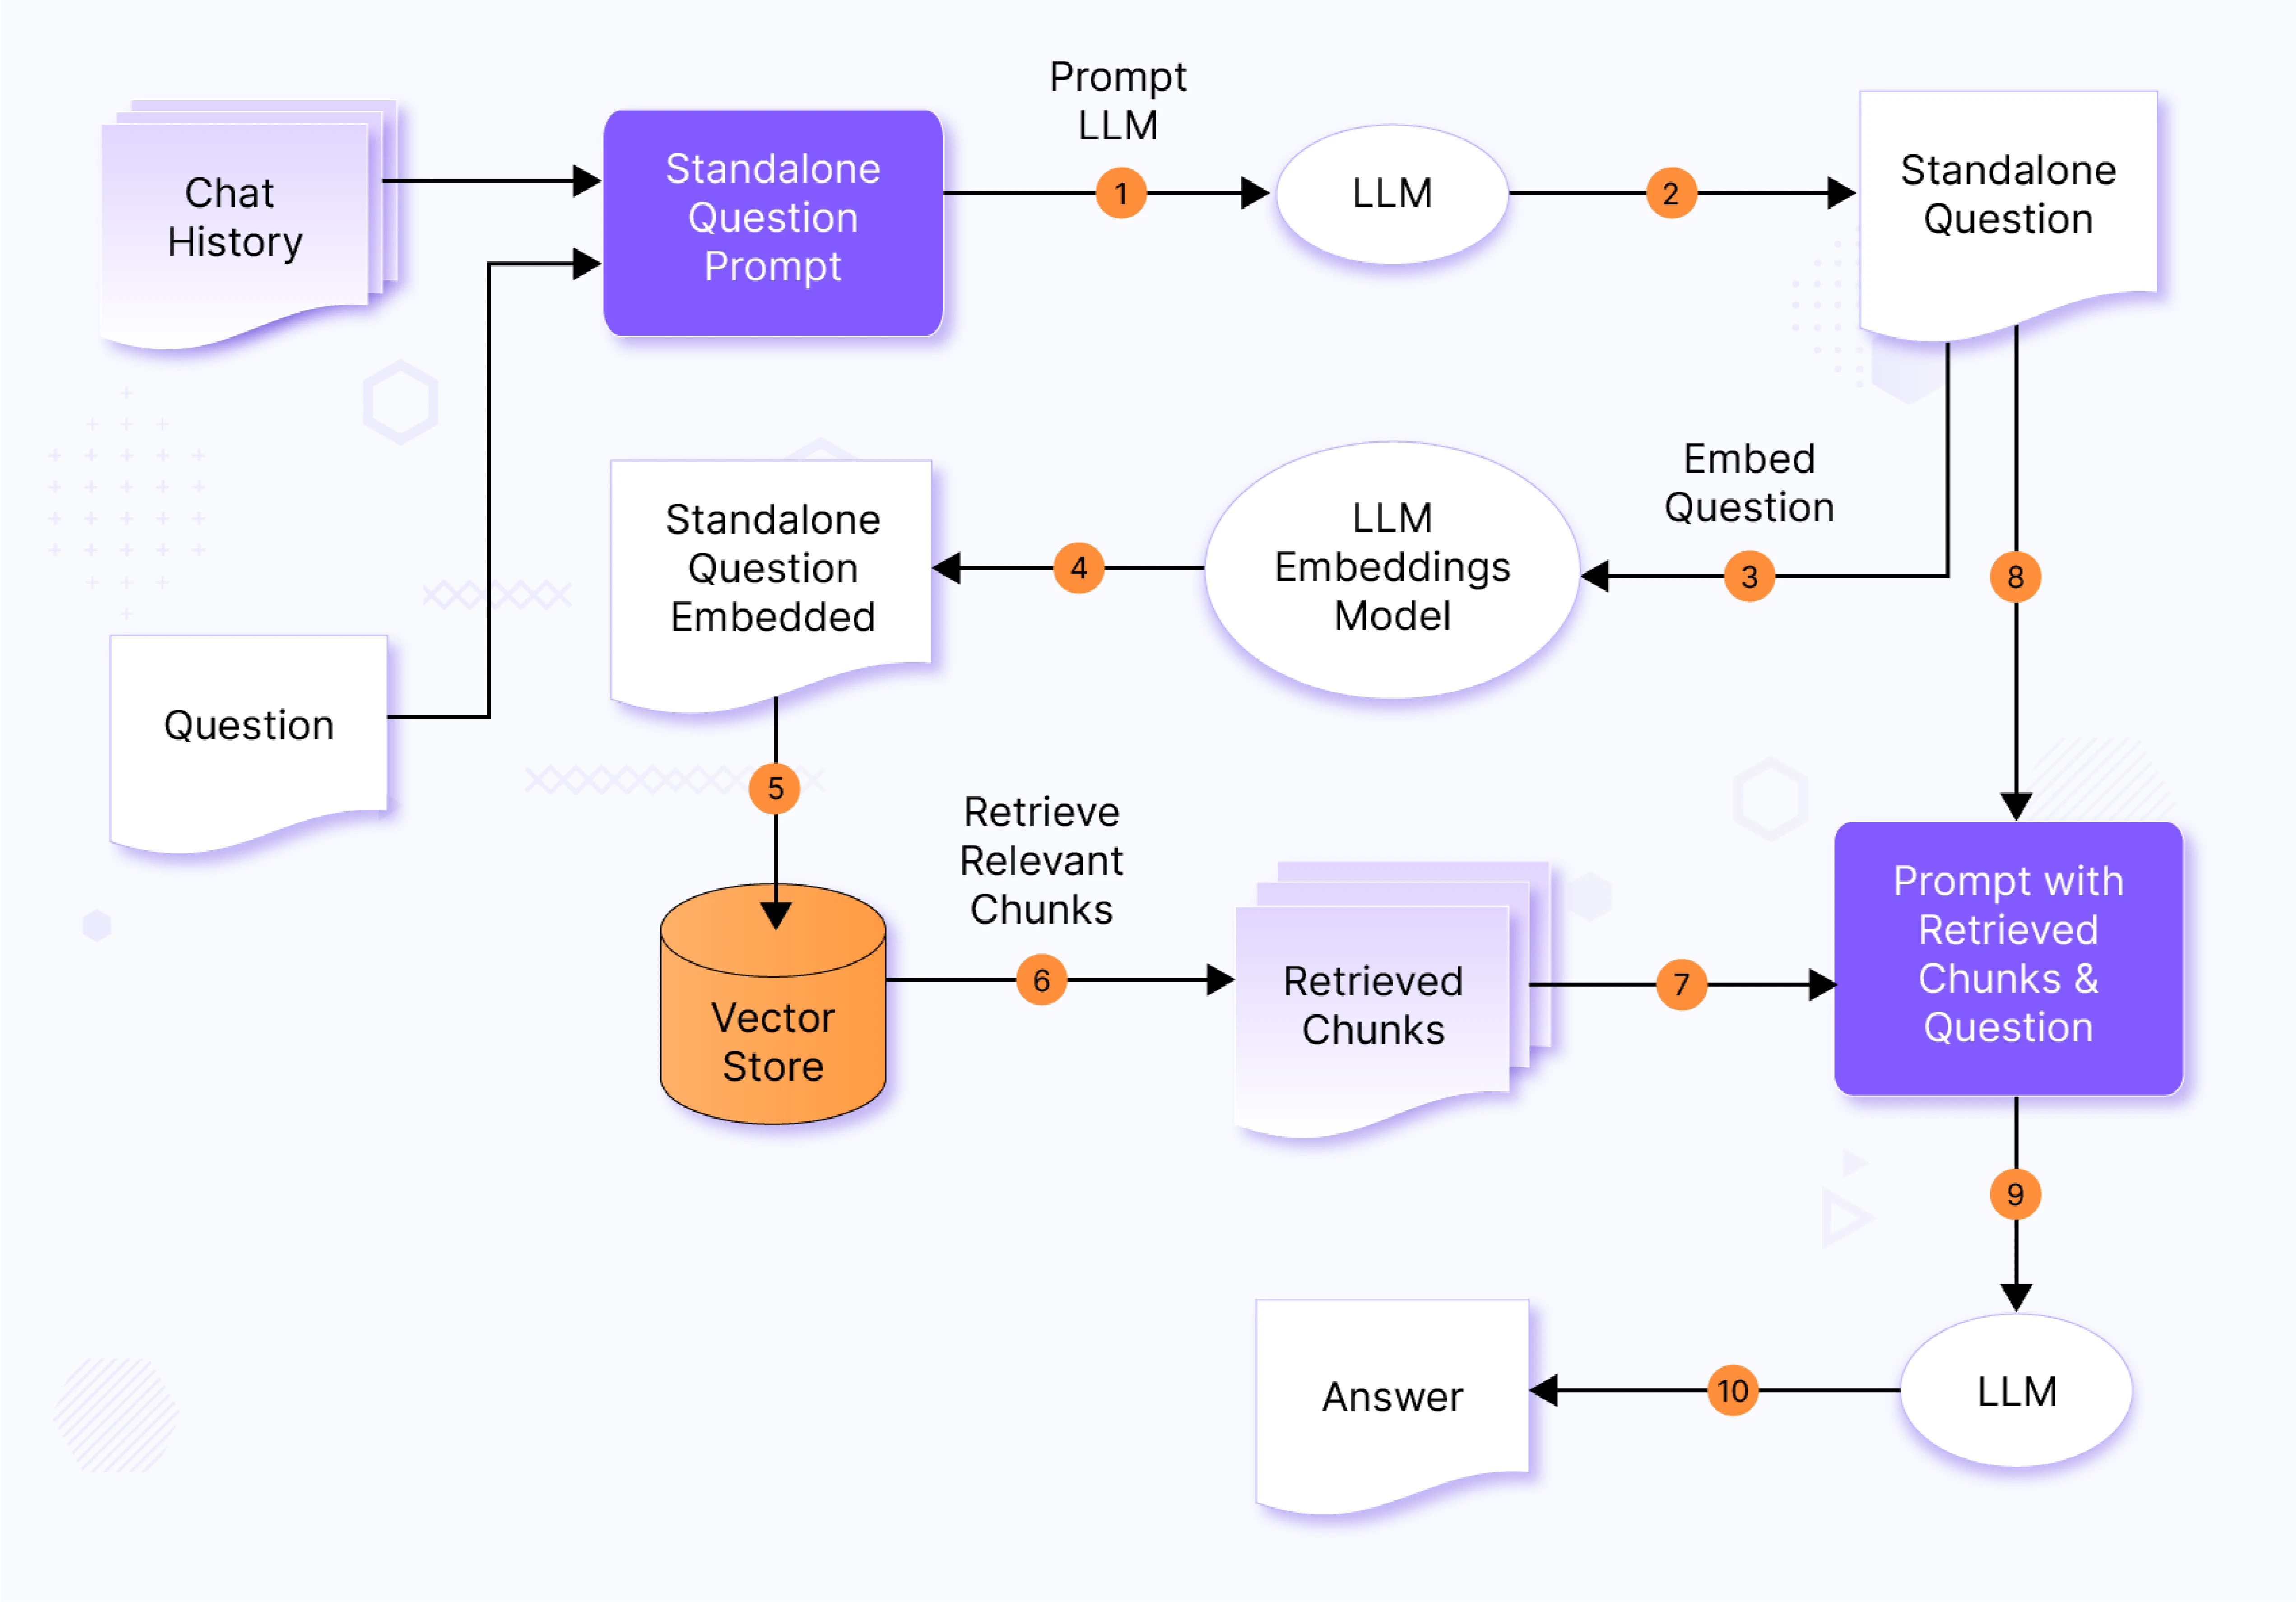 Chat
History
Standalone
Question
Prompt
Prompt
LLM
1
LLM
2
Standalone
Question
Question
Standalone
Question
Embedded
4
LLM
Embeddings
Model
Embed
Question
3
8
5
Vector
Store
Retrieve
Relevant
Chunks
6
Retrieved
Chunks
7
Prompt with
Retrieved
Chunks &
Question
9
LLM
10
Answer